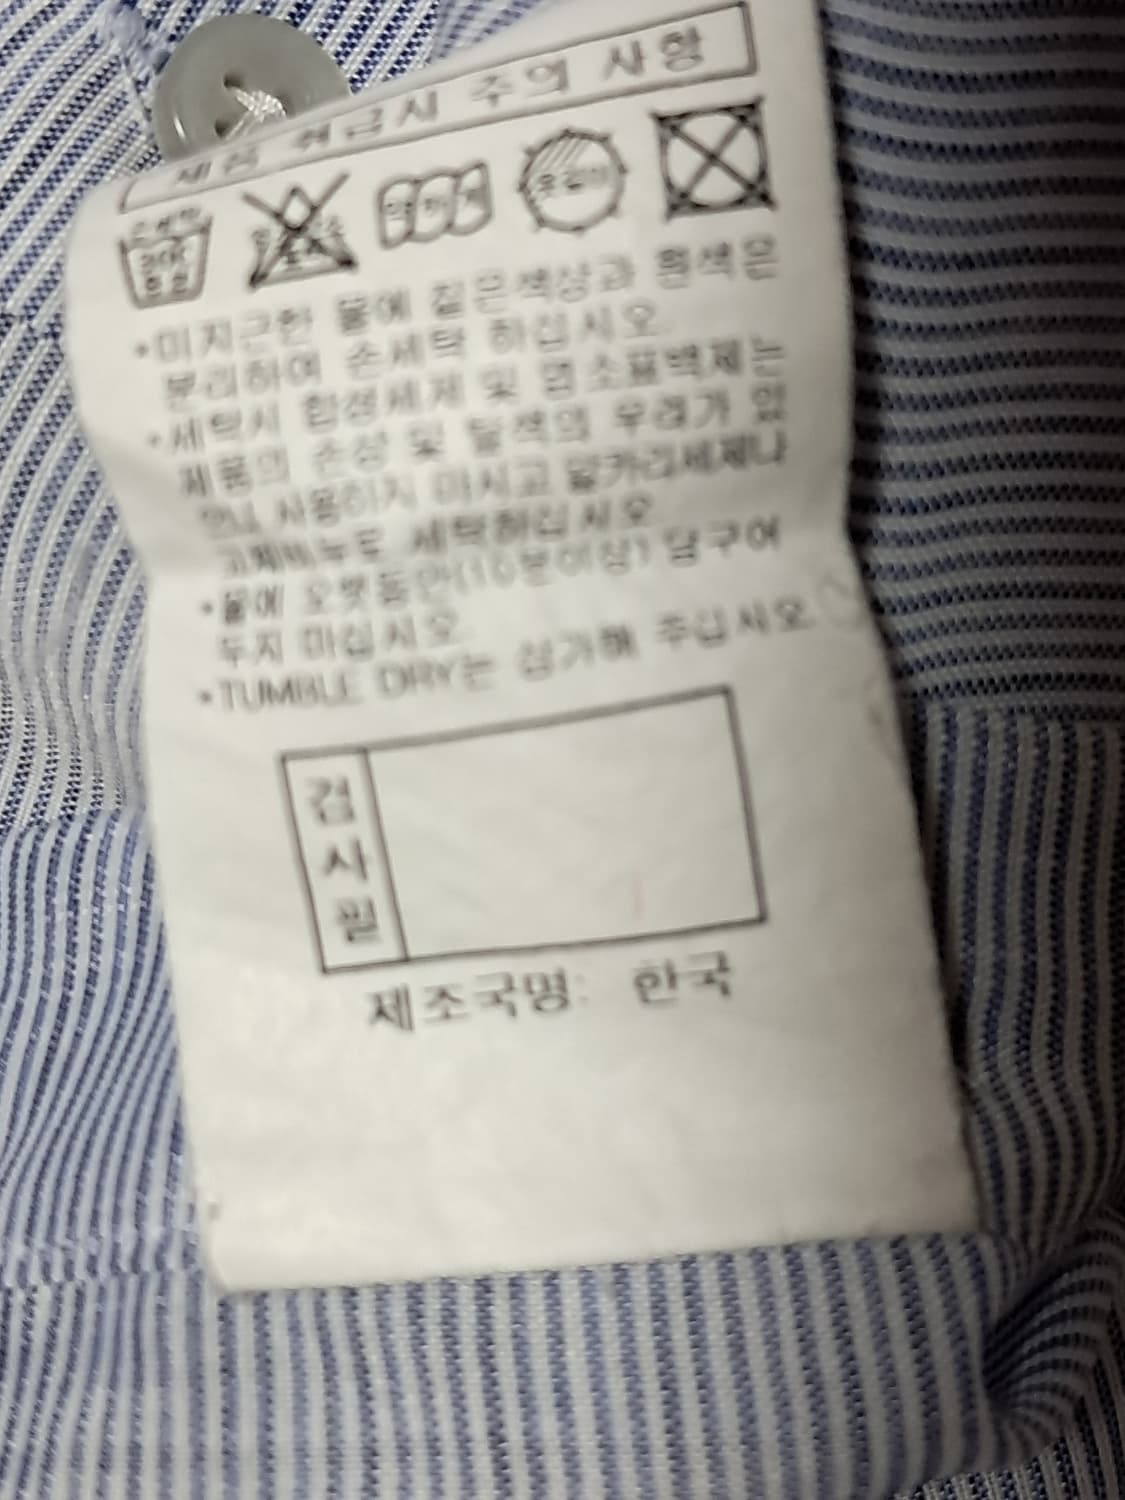 세심 취급시 주의 사항
약 하 게
옷걸이
•미지근한 물에 짙은색상과 흰색은
분리하여 손세탁 하십시오
•세탁시 합성세제 및 염소표백제는
제품의 손상 및 탈색의 우려가 있
으니 사용하지 마시고 알카리세제나
고체비누로 세탁하십시오
•물에 오랫동안(10분이상) 담구어
두지 마십시오
•TUMBLE DRY는 삼가해 주십시오
검사필
제조국명: 한국